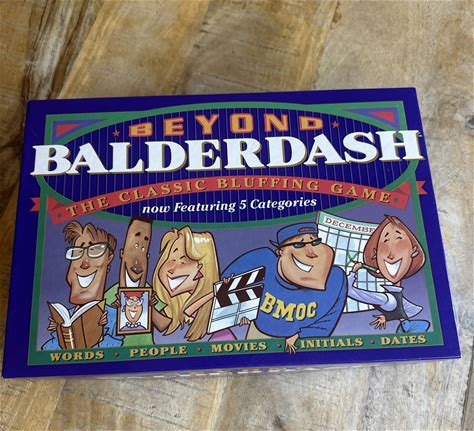 BEYOND
BALDERDASH
THE CLASSIC BLUFFING GAME
now Featuring 5 Categories
DECEMBER
BMOC
WORDS • PEOPLE • MOVIES • INITIALS • DATES